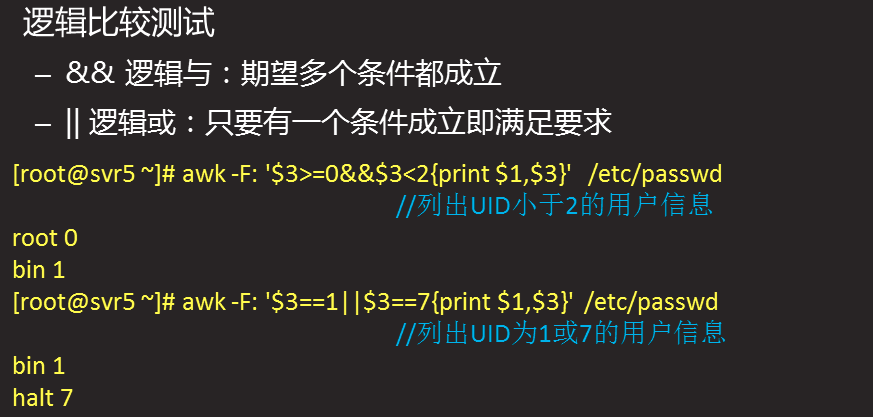 逻辑比较测试
– && 逻辑与：期望多个条件都成立
– || 逻辑或：只要有一个条件成立即满足要求
[root@svr5 ~]# awk -F: '$3>=0&&$3<2{print $1,$3}' /etc/passwd
//列出UID小于2的用户信息
root 0
bin 1
[root@svr5 ~]# awk -F: '$3==1||$3==7{print $1,$3}' /etc/passwd
//列出UID为1或7的用户信息
bin 1
halt 7